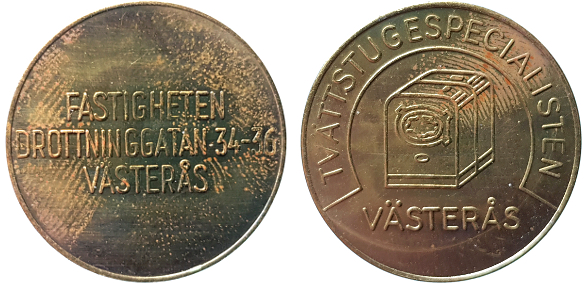 FASTIGHETEN
DROTTNINGGATAN 34-36
VÄSTERÅS
TVÄTTSTUGESPECIALISTEN
VÄSTERÅS